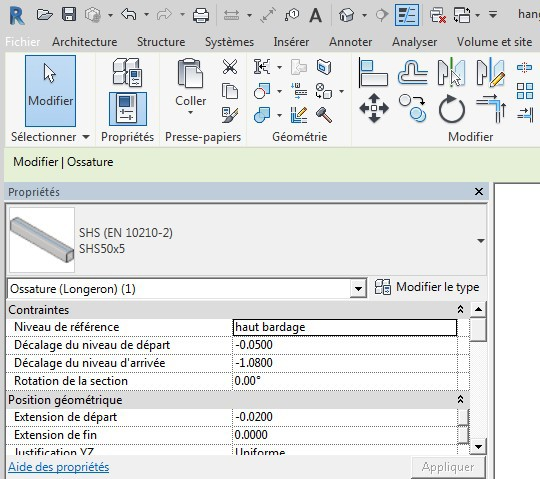 hang
Fichier Architecture Structure Systèmes Insérer Annoter Analyser Volume et site
Modifier
Coller
Sélectionner Propriétés Presse-papiers Géométrie Modifier
Modifier | Ossature
Propriétés
SHS (EN 10210-2)
SHS50x5
Ossature (Longeron) (1) Modifier le type
Contraintes
Niveau de référence haut bardage
Décalage du niveau de départ -0.0500
Décalage du niveau d'arrivée -1.0800
Rotation de la section 0.00°
Position géométrique
Extension de départ -0.0200
Extension de fin 0.0000
Justification YZ Uniforme
Aide des propriétés Appliquer